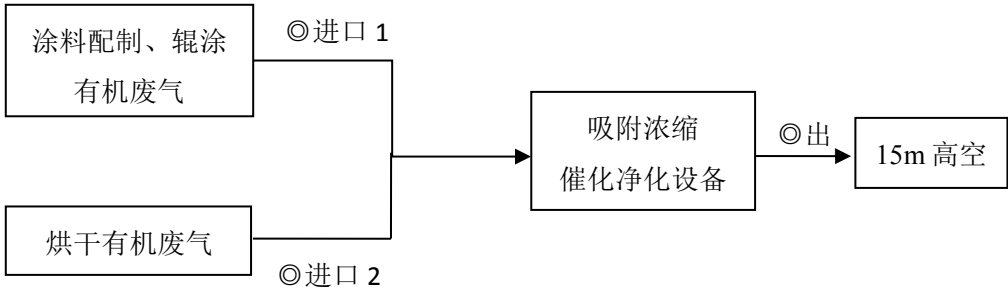 涂料配制、辊涂
有机废气
◎进口 1
吸附浓缩
催化净化设备
◎出
15m 高空
烘干有机废气
◎进口 2